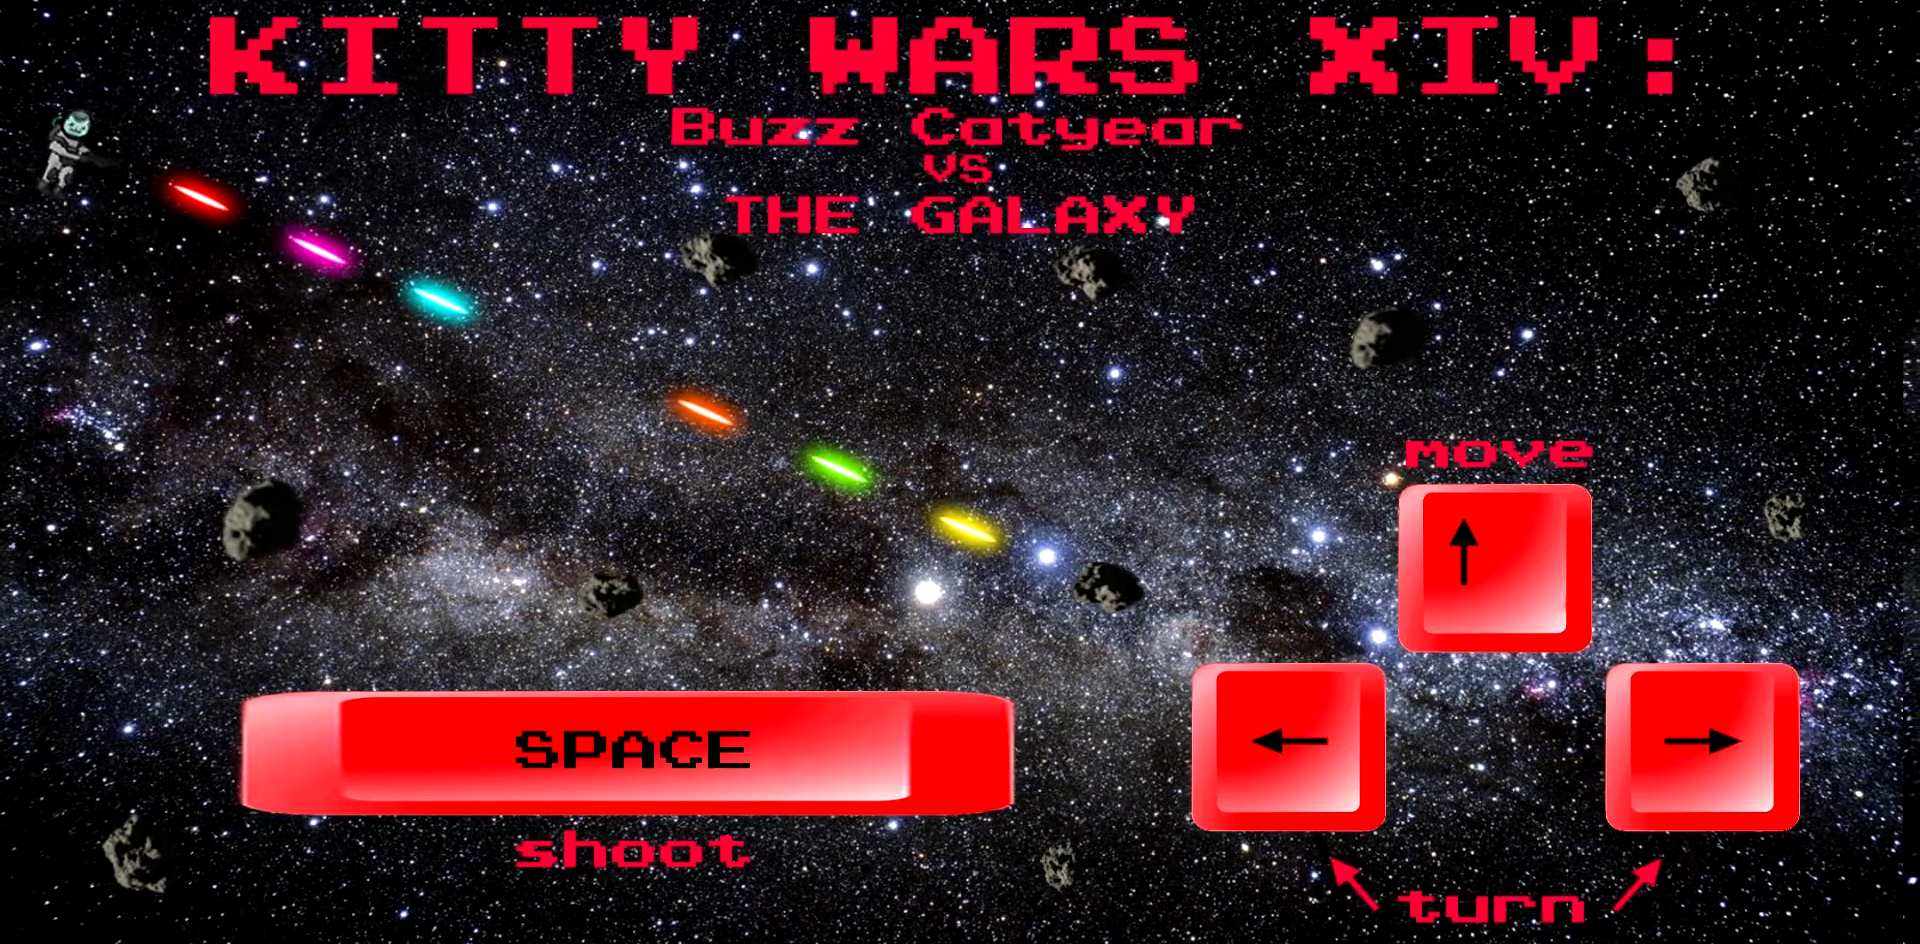 KITTY WARS XIV:
Buzz Catyear
VS
THE GALAXY
move
SPACE
shoot
turn